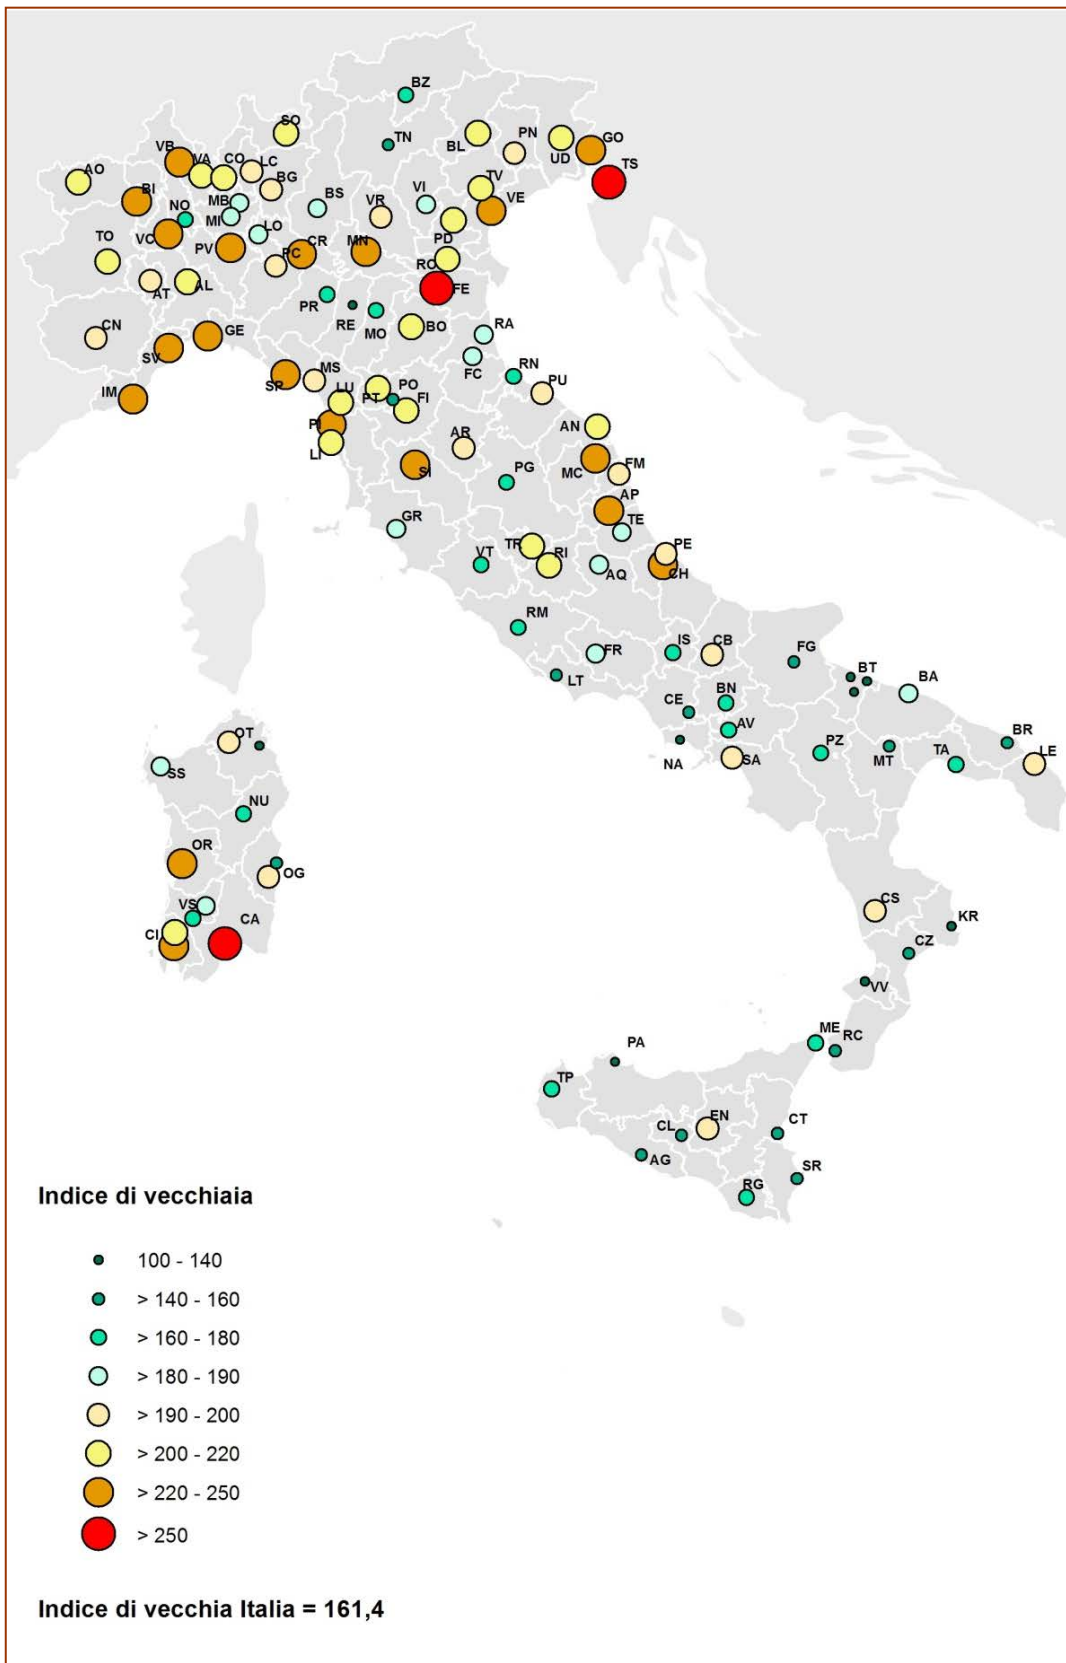 BZ
SO
TN
BL
PN
UD
GO
TS
VB
VA
CO
LC
BG
AO
BI
TV
VE
NO
MB
MI
BS
VR
VI
LO
TO
VC
PV
PC
CR
MN
PD
RO
FE
AT
AL
PR
RE
MO
BO
RA
CN
SV
GE
FC
RN
SP
MS
PU
IM
LU
PT
PO
FI
PI
LI
AR
AN
SI
PG
MC
FM
AP
GR
TE
TR
RI
VT
AQ
PE
CH
RM
FR
IS
CB
FG
LT
BT
BA
CE
BN
AV
NA
SA
PZ
MT
TA
BR
LE
OT
SS
NU
OR
OG
VS
CA
CI
CS
KR
CZ
VV
ME
RC
PA
TP
EN
CL
AG
CT
SR
RG
Indice di vecchiaia
100 - 140
> 140 - 160
> 160 - 180
> 180 - 190
> 190 - 200
> 200 - 220
> 220 - 250
> 250
Indice di vecchia Italia = 161,4